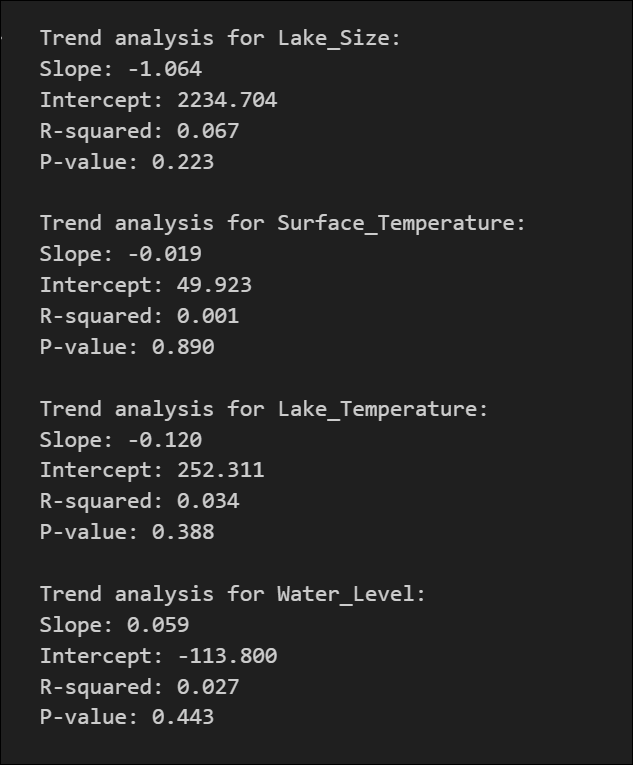 Trend analysis for Lake_Size:
Slope: -1.064
Intercept: 2234.704
R-squared: 0.067
P-value: 0.223
Trend analysis for Surface_Temperature:
Slope: -0.019
Intercept: 49.923
R-squared: 0.001
P-value: 0.890
Trend analysis for Lake_Temperature:
Slope: -0.120
Intercept: 252.311
R-squared: 0.034
P-value: 0.388
Trend analysis for Water_Level:
Slope: 0.059
Intercept: -113.800
R-squared: 0.027
P-value: 0.443